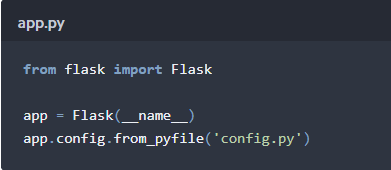 app.py
from flask import Flask
app = Flask(__name__)
app.config.from_pyfile('config.py')